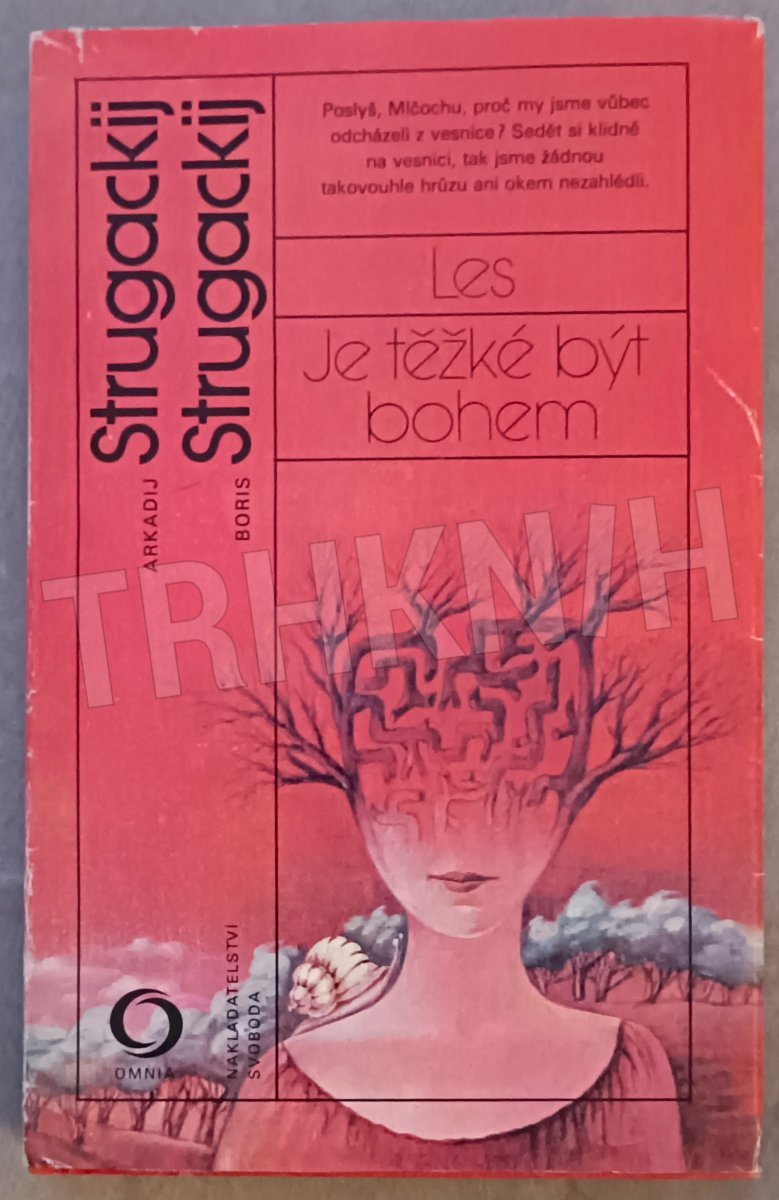 ARKADIJ Strugackij
BORIS Strugackij
Poslyš, Mlčochu, proč my jsme vůbec
odcházeli z vesnice? Sedět si klidně
na vesnici, tak jsme žádnou
takovouhle hrůzu ani okem nezahlédli.
Les
Je těžké být
bohem
TRHKNIH
OMNIA
NAKLADATELSTVÍ
SVOBODA